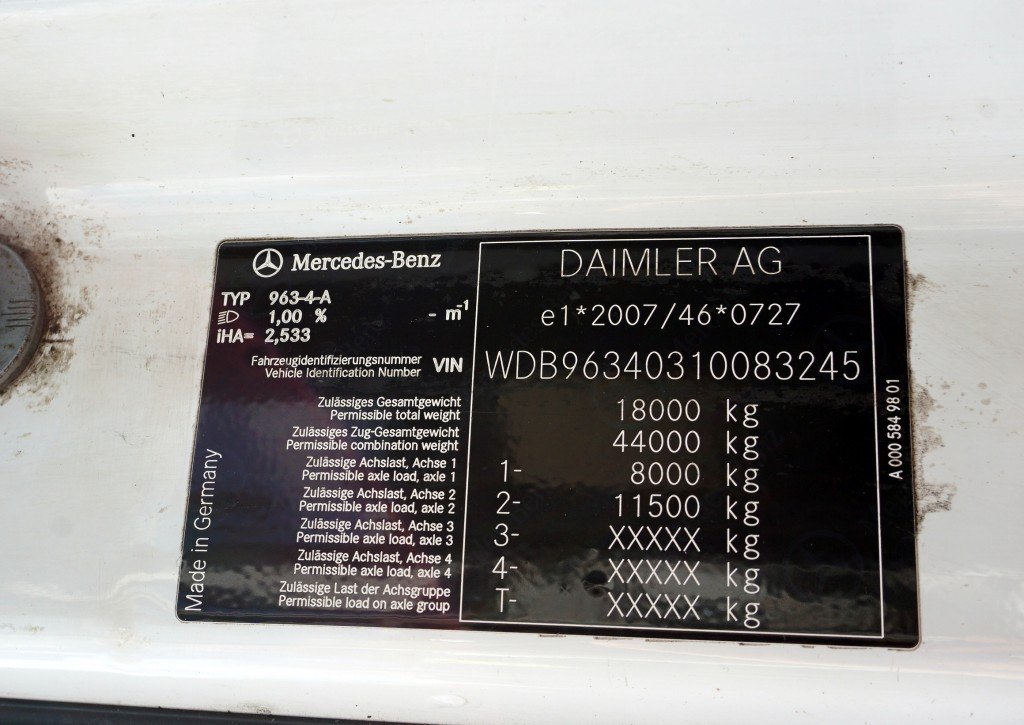 Mercedes-Benz
TYP 963-4-A
1,00 % - m-1
iHA= 2,533
Fahrzeugidentifizierungsnummer
Vehicle Identification Number
VIN
Zulässiges Gesamtgewicht
Permissible total weight
Zulässiges Zug-Gesamtgewicht
Permissible combination weight
Zulässige Achslast, Achse 1
Permissible axle load, axle 1
Zulässige Achslast, Achse 2
Permissible axle load, axle 2
Zulässige Achslast, Achse 3
Permissible axle load, axle 3
Zulässige Achslast, Achse 4
Permissible axle load, axle 4
Zulässige Last der Achsgruppe
Permissible load on axle group
Made in Germany
DAIMLER AG
e1*2007/46*0727
WDB96340310083245
18000 kg
44000 kg
1- 8000 kg
2- 11500 kg
3- XXXXX kg
4- XXXXX kg
T- XXXXX kg
A 000 584 98 01